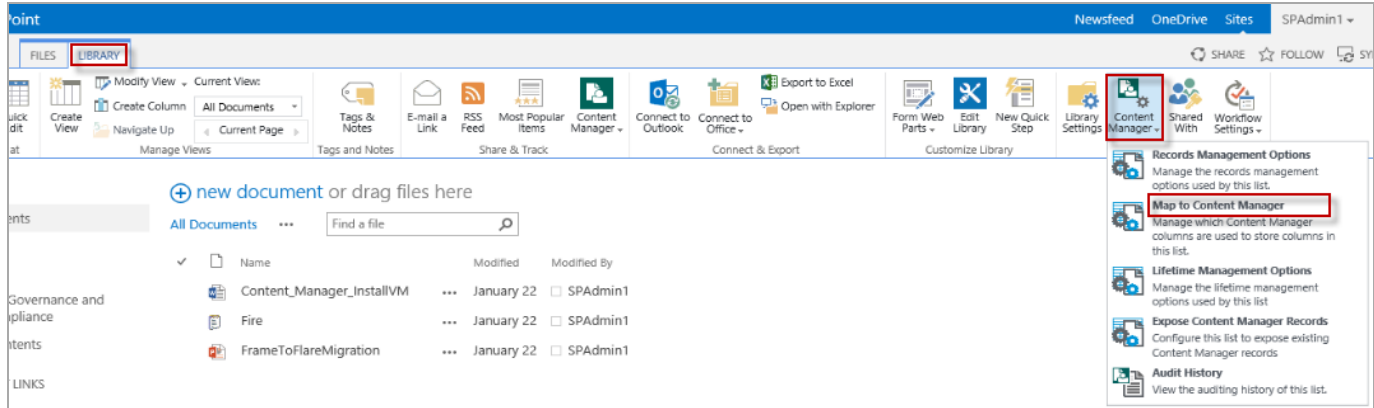 Point Newsfeed OneDrive Sites SPAdmin1
FILES LIBRARY SHARE FOLLOW SY
Modify View Current View: Export to Excel
Create Column All Documents Open with Explorer
Quick Edit
Create View
Navigate Up Current Page
Tags & Notes
E-mail a Link
RSS Feed
Most Popular Items
Content Manager
Connect to Outlook
Connect to Office
Form Web Parts
Edit Library
New Quick Step
Library Settings
Content Manager
Shared With
Workflow Settings
at Manage Views Tags and Notes Share & Track Connect & Export Customize Library
Records Management Options
Manage the records management
options used by this list.
Map to Content Manager
Manage which Content Manager
columns are used to store columns in
this list.
Lifetime Management Options
Manage the lifetime management
options used by this list
Expose Content Manager Records
Configure this list to expose existing
Content Manager records
Audit History
View the auditing history of this list.
new document or drag files here
All Documents ... Find a file
Name Modified Modified By
Content_Manager_InstallVM ... January 22 SPAdmin1
Fire ... January 22 SPAdmin1
FrameToFlareMigration ... January 22 SPAdmin1
ents
Governance and
pliance
ntents
LINKS